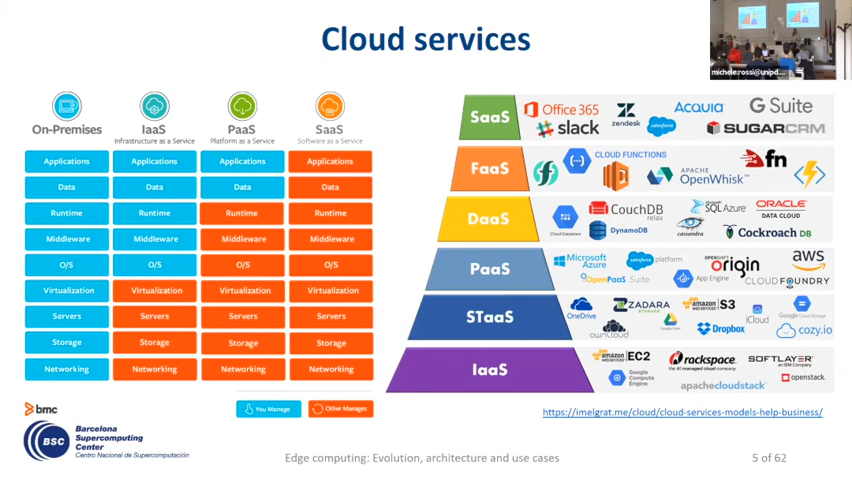 Cloud services
michele.rossi@unipd...
On-Premises
IaaS
Infrastructure as a Service
PaaS
Platform as a Service
SaaS
Software as a Service
Applications
Applications
Applications
Applications
Data
Data
Data
Data
Runtime
Runtime
Runtime
Runtime
Middleware
Middleware
Middleware
Middleware
O/S
O/S
O/S
O/S
Virtualization
Virtualization
Virtualization
Virtualization
Servers
Servers
Servers
Servers
Storage
Storage
Storage
Storage
Networking
Networking
Networking
Networking
bmc
You Manage
Other Manages
SaaS
Office 365
zendesk
ACQUIA
G Suite
slack
salesforce
SUGARCRM
FaaS
CLOUD FUNCTIONS
fn
APACHE
OpenWhisk
DaaS
Cloud Datastore
CouchDB
relax
DynamoDB
Microsoft
SQL Azure
cassandra
ORACLE
DATA CLOUD
Cockroach DB
PaaS
Microsoft
Azure
salesforce platform
OpenPaaS Suite
App Engine
OPENSHIFT
origin
aws
CLOUD FOUNDRY
STaaS
OneDrive
ZADARA
STORAGE
amazon
webservices
S3
iCloud
Google Cloud Storage
ownCloud
Google Drive
Dropbox
cozy.io
IaaS
amazon
webservices
EC2
Google
Compute
Engine
rackspace
the #1 managed cloud company
SOFTLAYER
an IBM Company
apachecloudstack
openstack.
https://imelgrat.me/cloud/cloud-services-models-help-business/
BSC
Barcelona
Supercomputing
Center
Centro Nacional de Supercomputación
Edge computing: Evolution, architecture and use cases
5 of 62